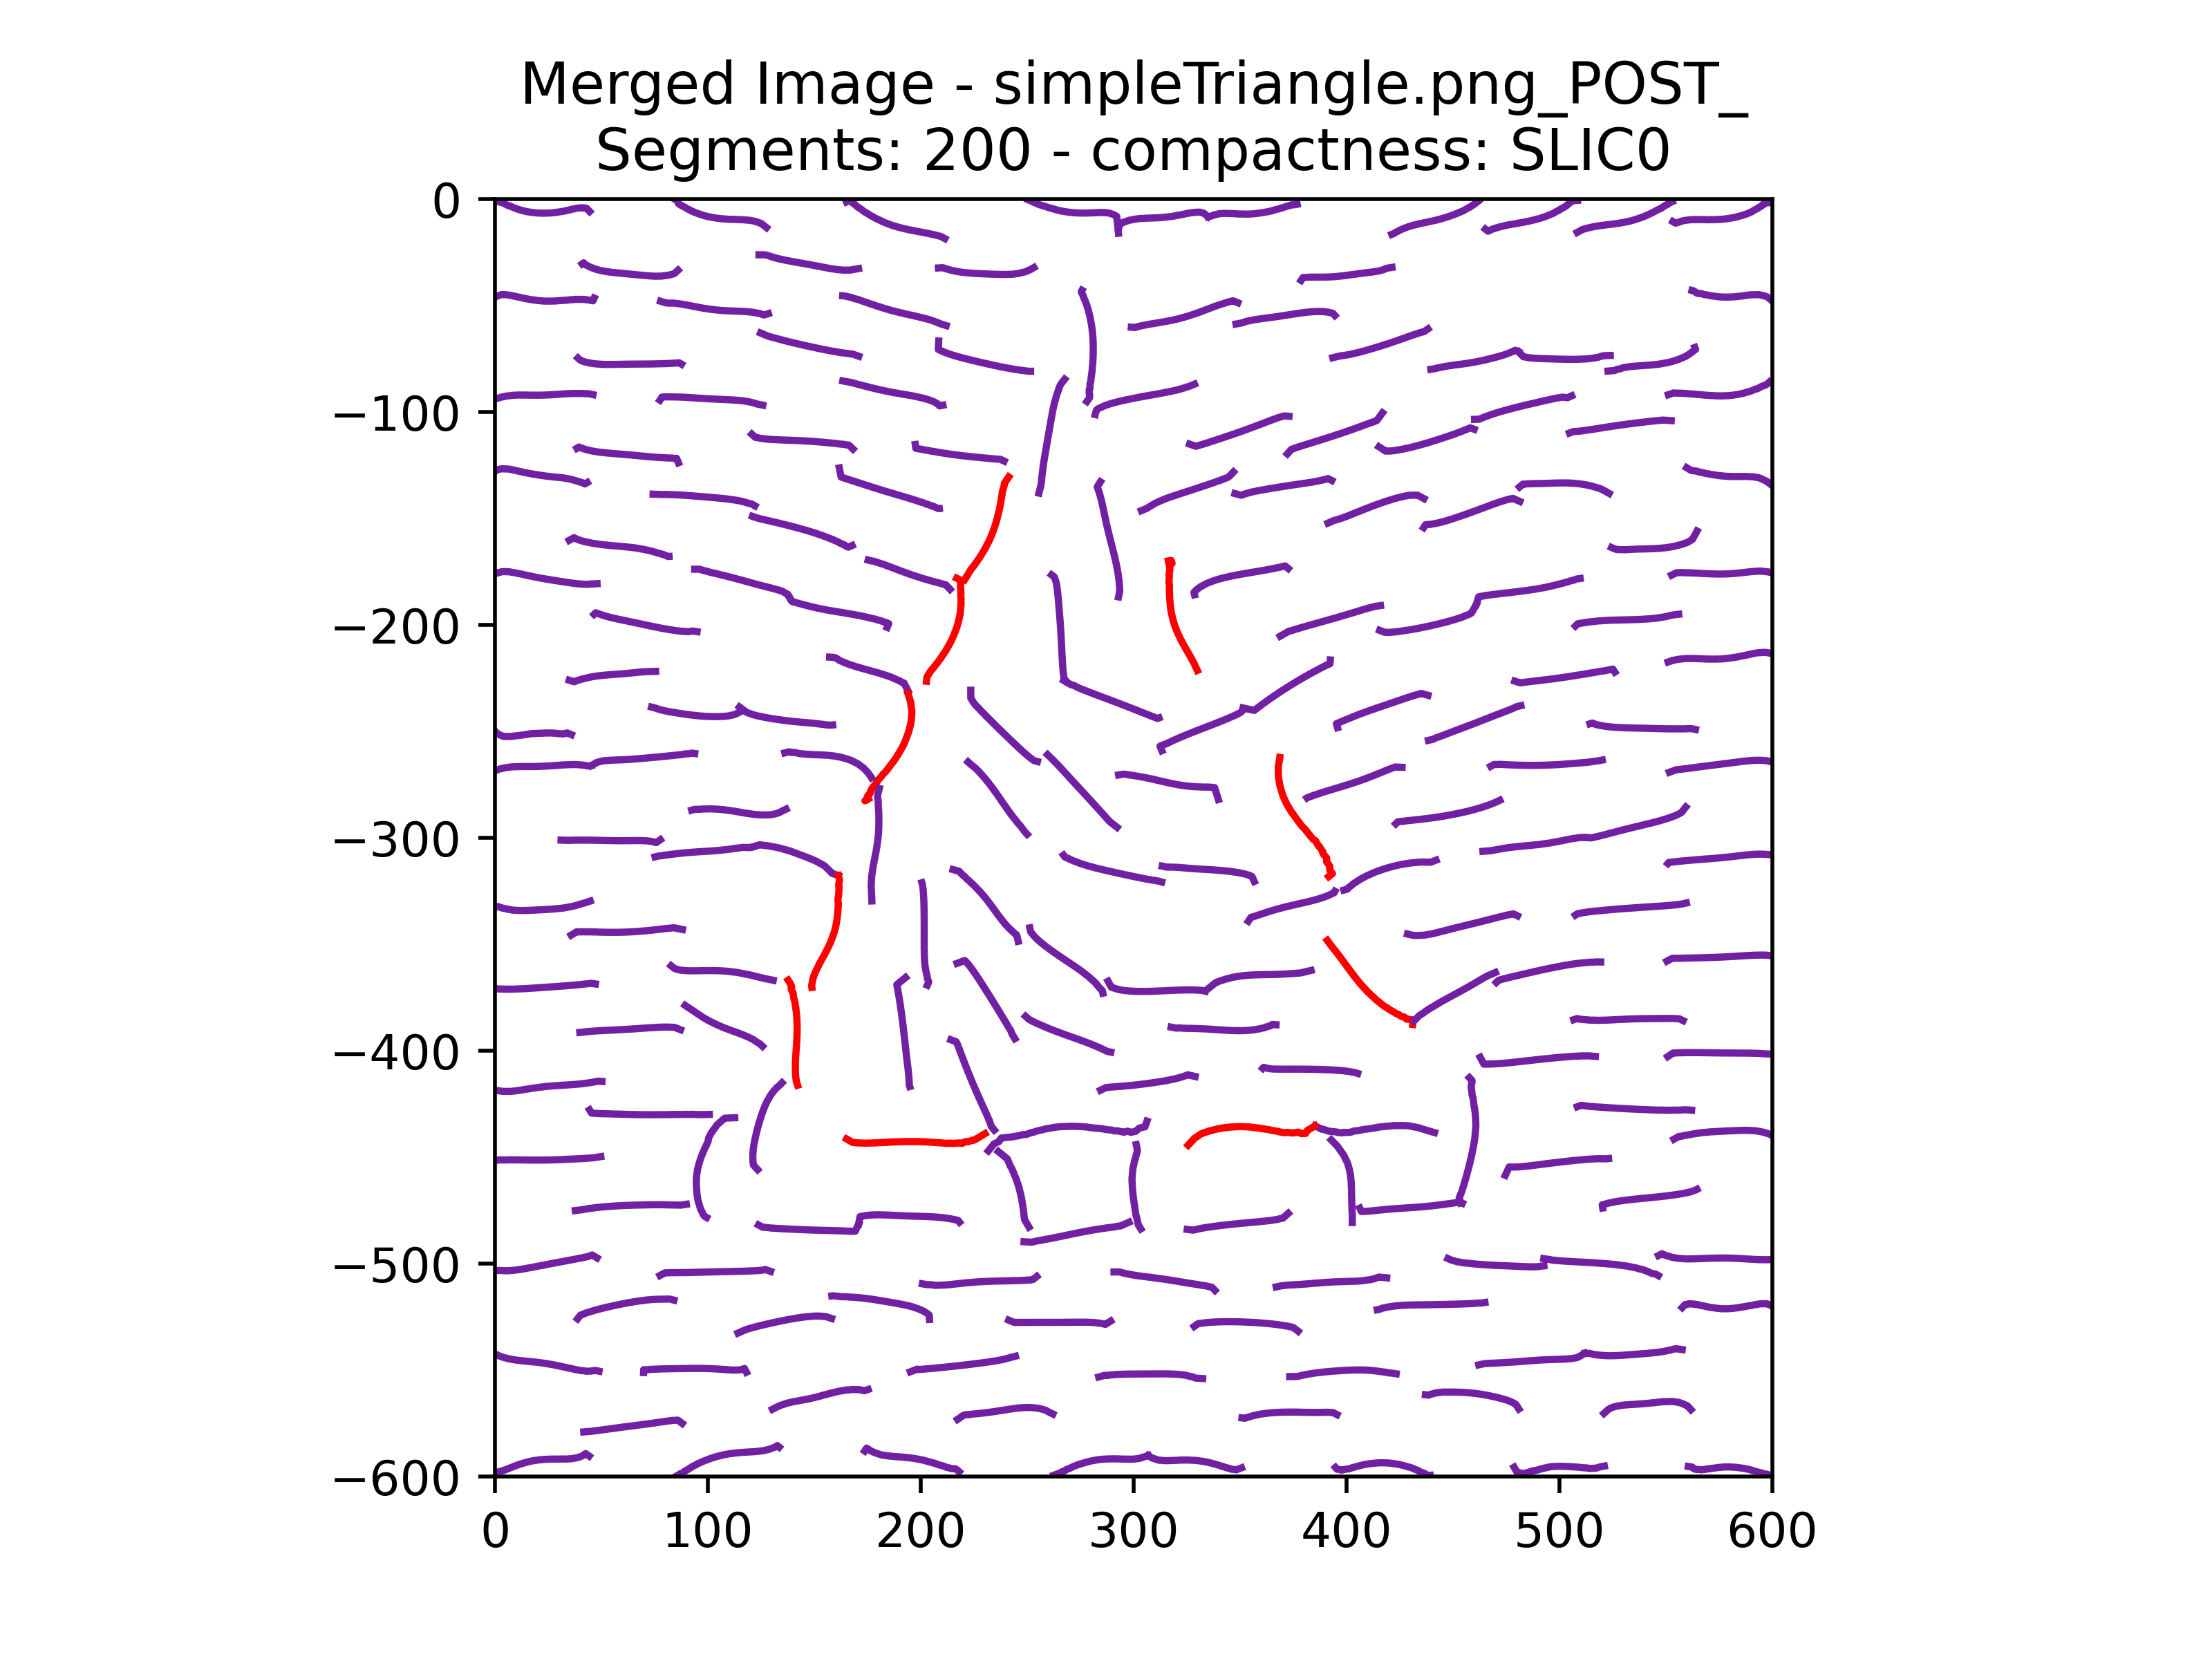 Merged Image - simpleTriangle.png_POST_
Segments: 200 - compactness: SLIC0
0
−100
−200
−300
−400
−500
−600
0 100 200 300 400 500 600